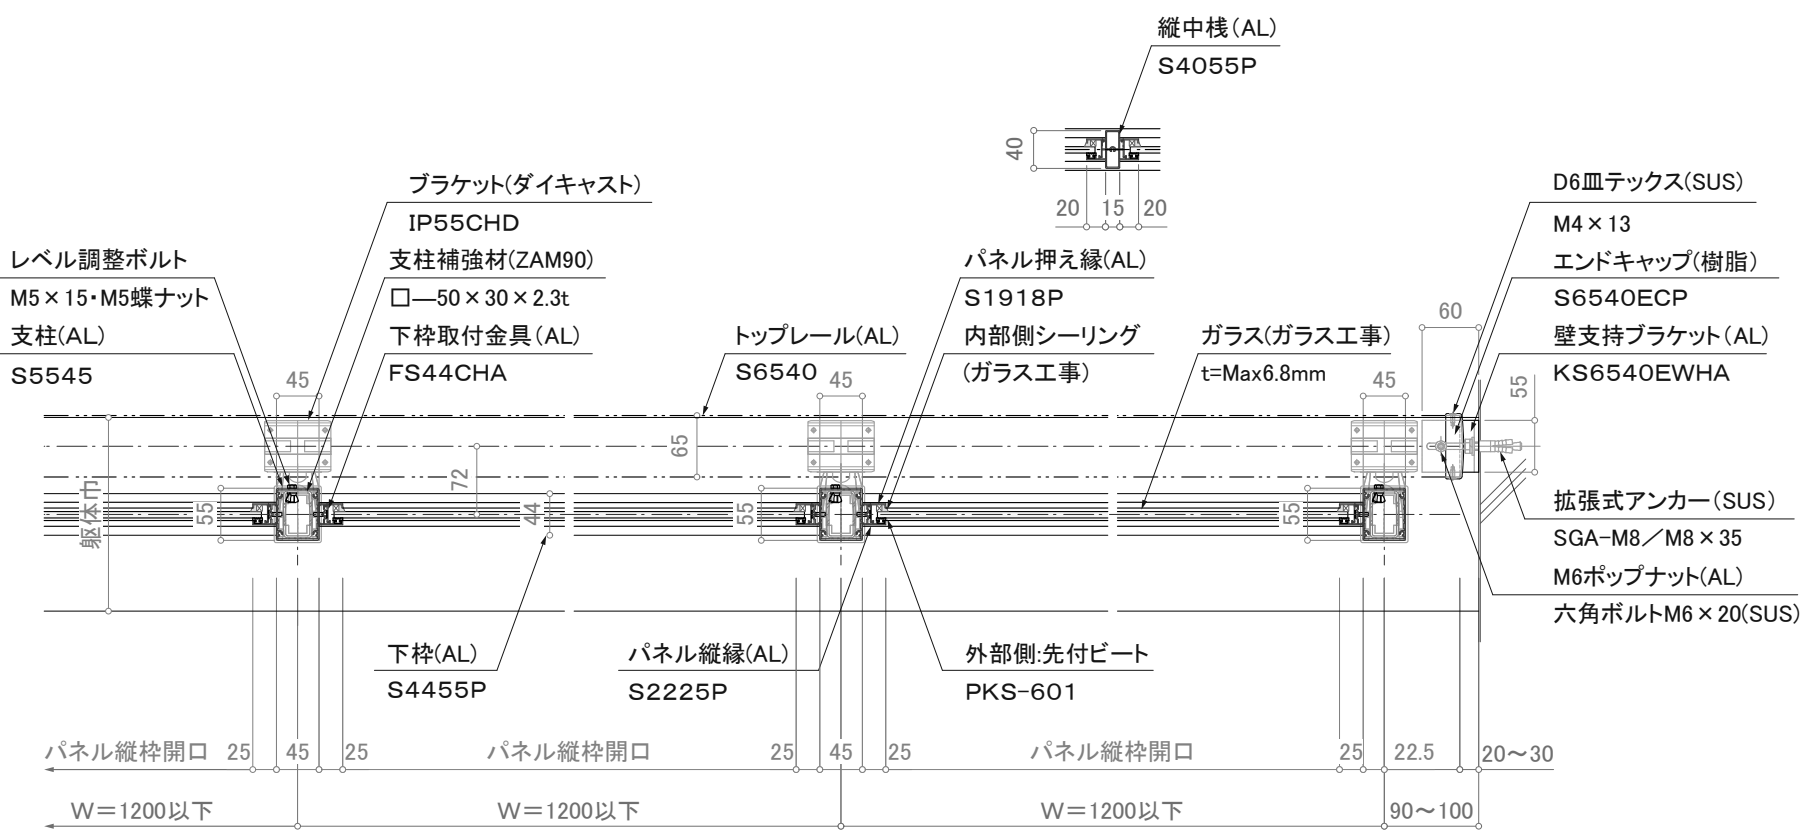 縦中桟(AL)
S4055P
40
20 15 20
ブラケット(ダイキャスト)
IP55CHD
レベル調整ボルト
M5×15・M5蝶ナット
支柱(AL)
S5545
支柱補強材(ZAM90)
□―50×30×2.3t
下枠取付金具(AL)
FS44CHA
トップレール(AL)
S6540
パネル押え縁(AL)
S1918P
内部側シーリング
(ガラス工事)
ガラス(ガラス工事)
t=Max6.8mm
D6皿テックス(SUS)
M4×13
エンドキャップ(樹脂)
S6540ECP
壁支持ブラケット(AL)
KS6540EWHA
60
55
45
45
45
65
72
躯体巾
55
44
55
55
拡張式アンカー(SUS)
SGA-M8／M8×35
M6ポップナット(AL)
六角ボルトM6×20(SUS)
下枠(AL)
S4455P
パネル縦縁(AL)
S2225P
外部側:先付ビート
PKS-601
パネル縦枠開口 25 45 25 パネル縦枠開口 25 45 25 パネル縦枠開口 25 22.5 20～30
W＝1200以下 W＝1200以下 W＝1200以下 90～100